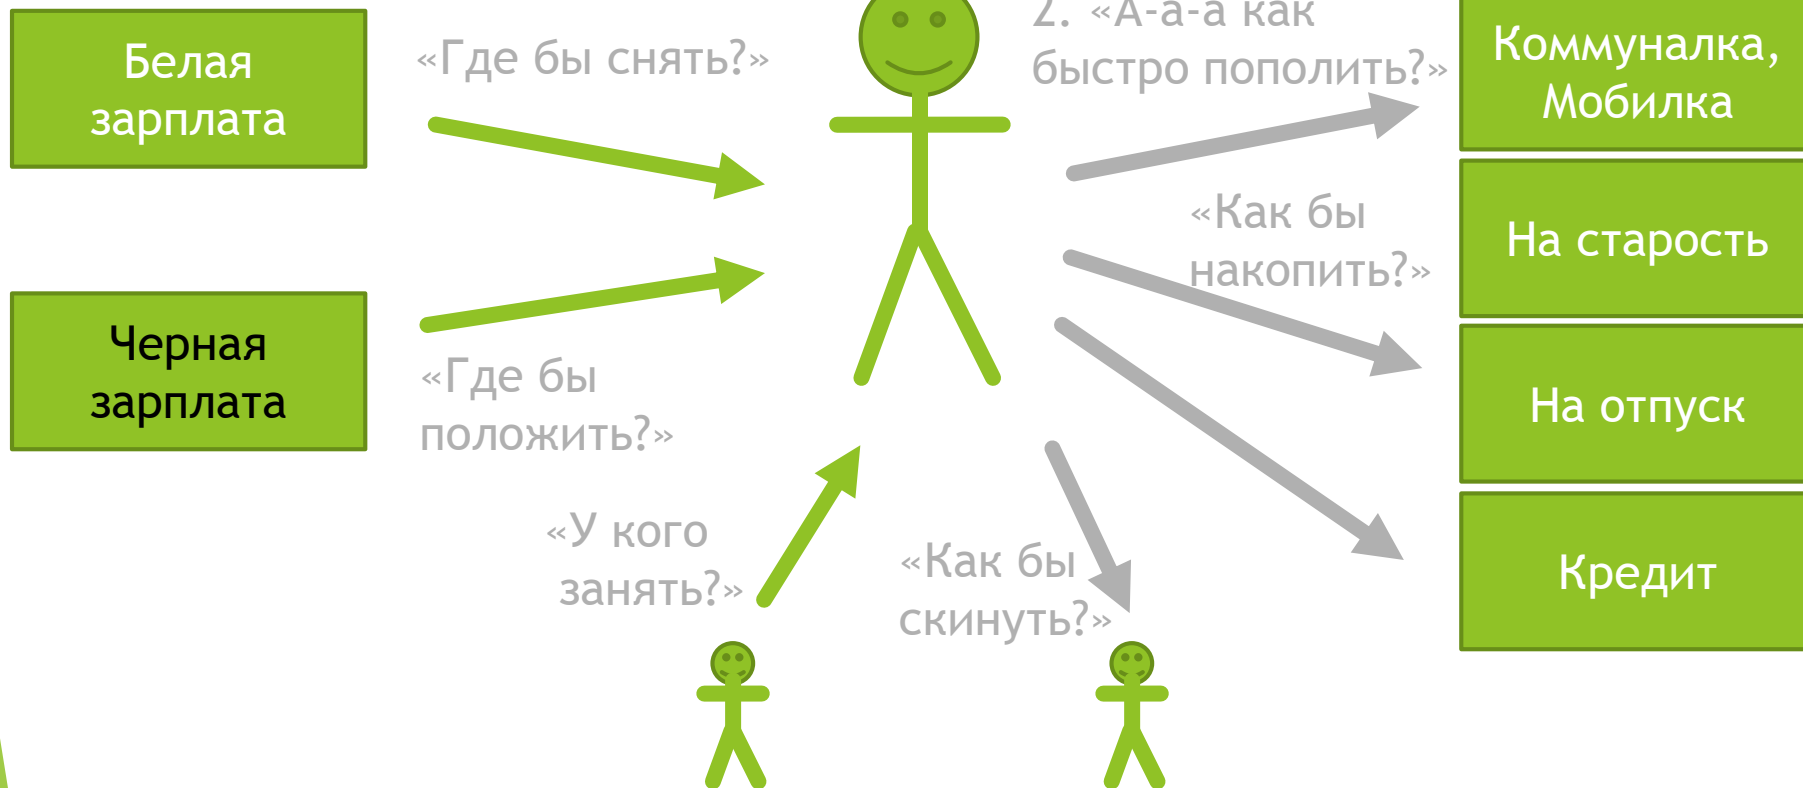 Белая
зарплата
«Где бы снять?»
2. «А-а-а как
быстро пополить?»
Коммуналка,
Мобилка
«Как бы
накопить?»
На старость
Черная
зарплата
«Где бы
положить?»
На отпуск
«У кого
занять?»
«Как бы
скинуть?»
Кредит